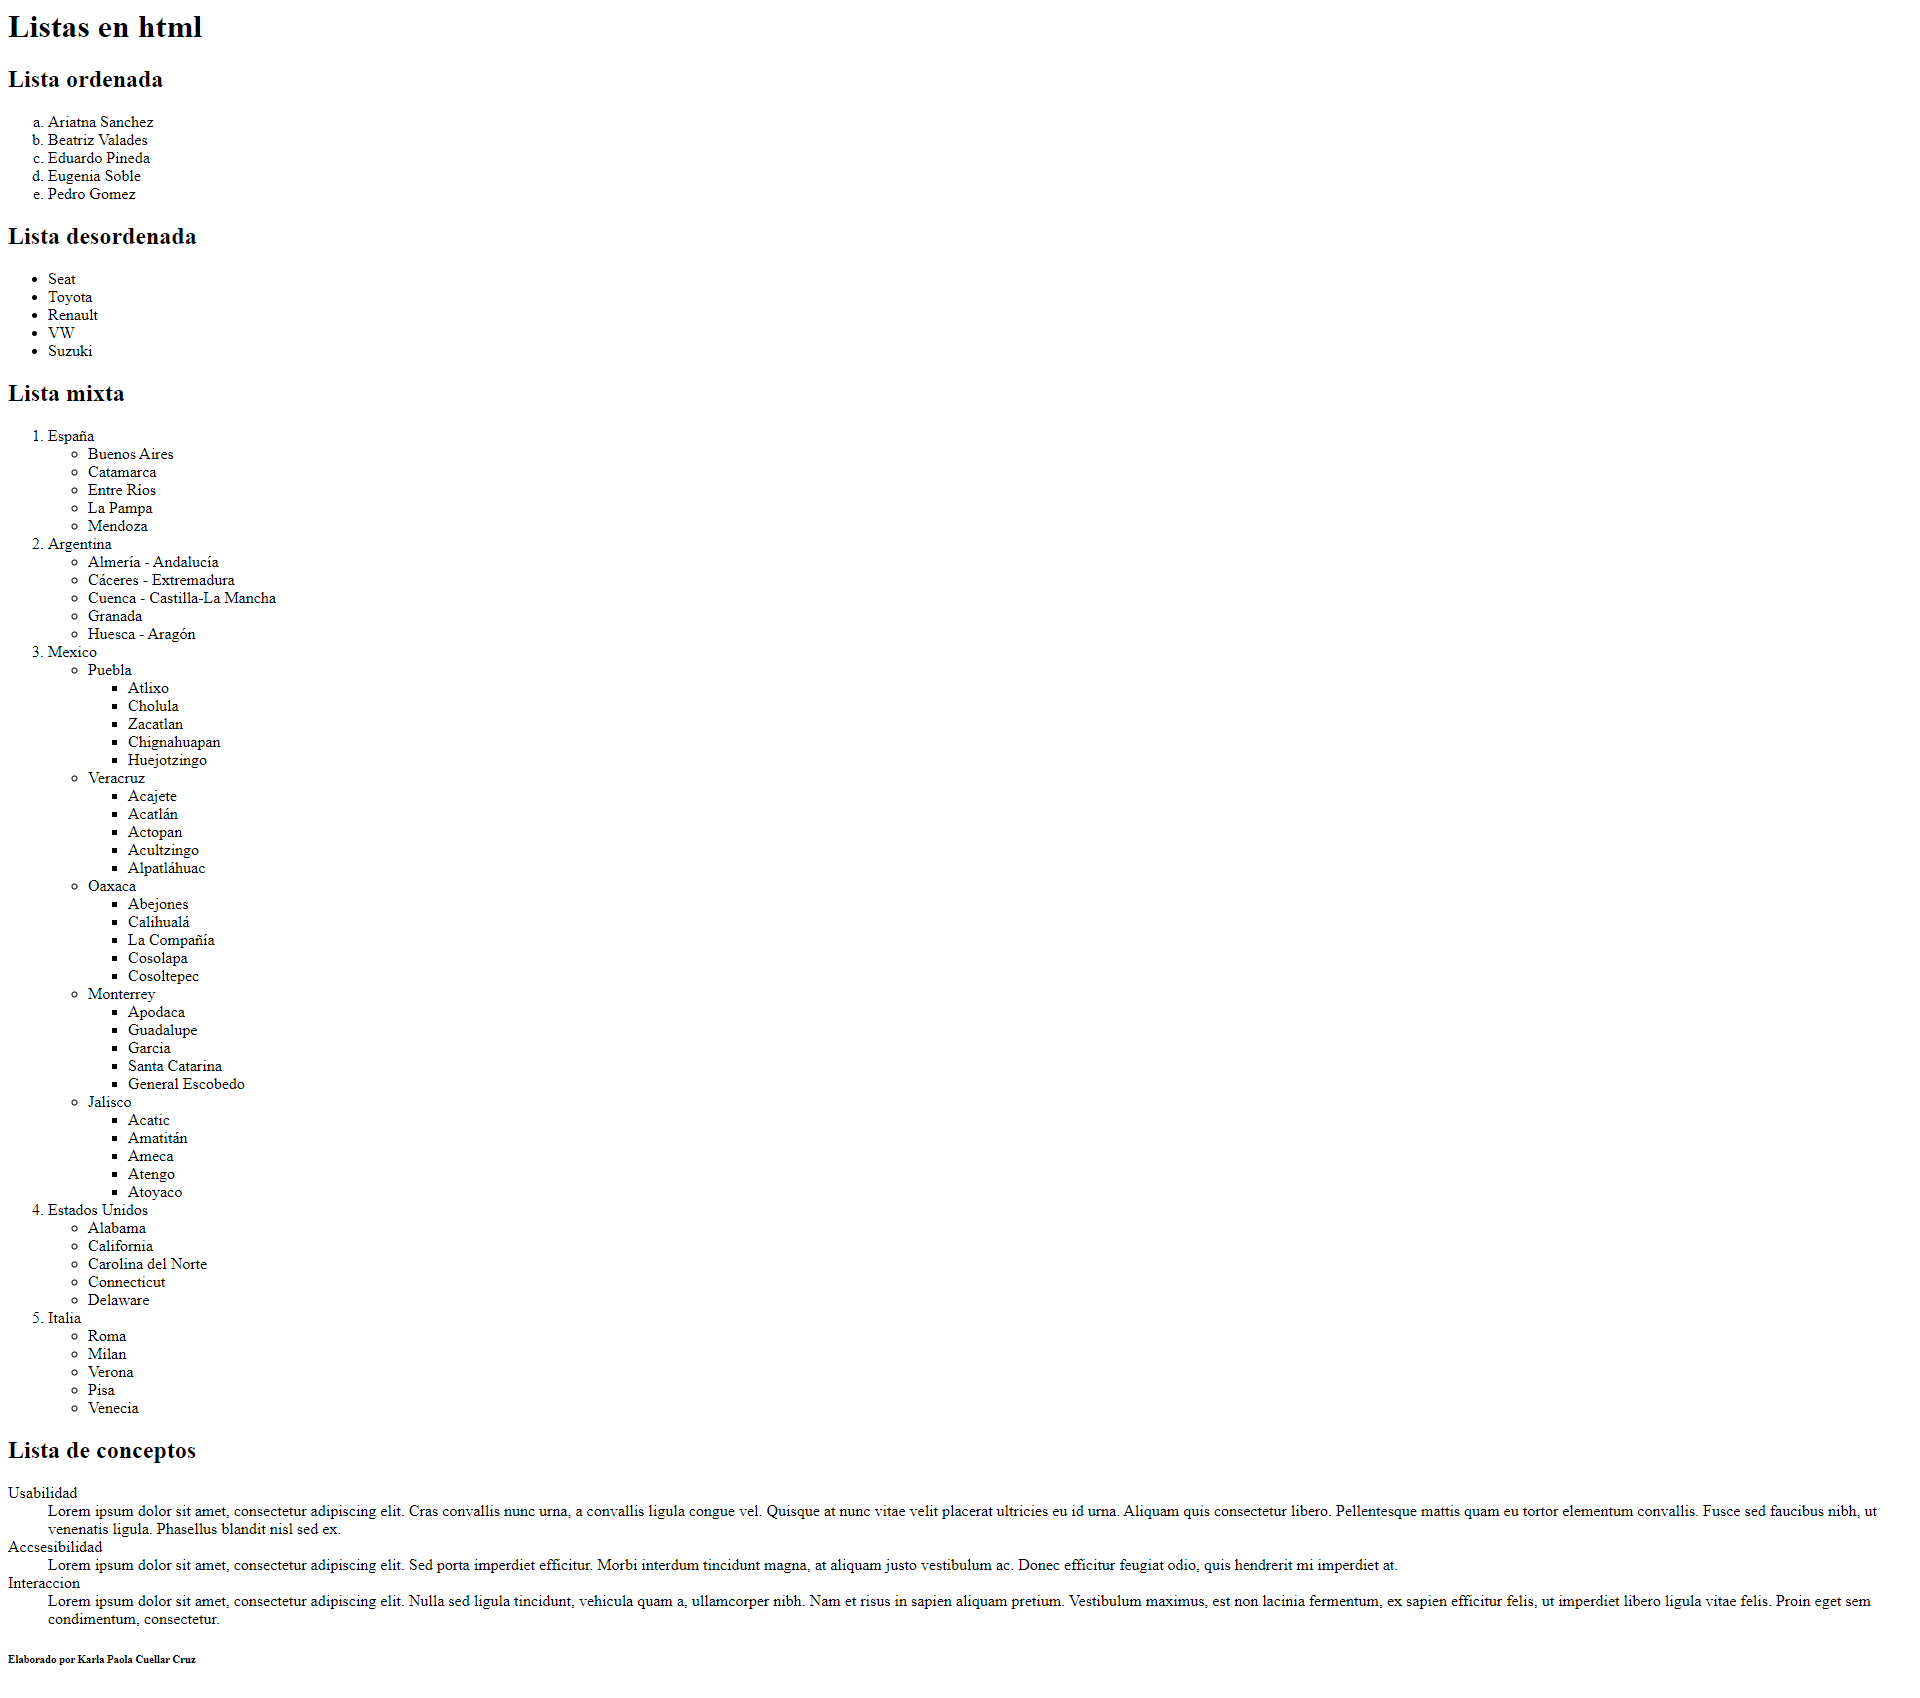 Listas en html
Lista ordenada
a. Ariatna Sanchez
b. Beatriz Valades
c. Eduardo Pineda
d. Eugenia Soble
e. Pedro Gomez
Lista desordenada
• Seat
• Toyota
• Renault
• VW
• Suzuki
Lista mixta
1. España
◦ Buenos Aires
◦ Catamarca
◦ Entre Ríos
◦ La Pampa
◦ Mendoza
2. Argentina
◦ Almería - Andalucía
◦ Cáceres - Extremadura
◦ Cuenca - Castilla-La Mancha
◦ Granada
◦ Huesca - Aragón
3. Mexico
◦ Puebla
▪ Atlixo
▪ Cholula
▪ Zacatlan
▪ Chignahuapan
▪ Huejotzingo
◦ Veracruz
▪ Acajete
▪ Acatlán
▪ Actopan
▪ Acultzingo
▪ Alpatláhuac
◦ Oaxaca
▪ Abejones
▪ Calihualá
▪ La Compañía
▪ Cosolapa
▪ Cosoltepec
◦ Monterrey
▪ Apodaca
▪ Guadalupe
▪ Garcia
▪ Santa Catarina
▪ General Escobedo
◦ Jalisco
▪ Acatic
▪ Amatitán
▪ Ameca
▪ Atengo
▪ Atoyaco
4. Estados Unidos
◦ Alabama
◦ California
◦ Carolina del Norte
◦ Connecticut
◦ Delaware
5. Italia
◦ Roma
◦ Milan
◦ Verona
◦ Pisa
◦ Venecia
Lista de conceptos
Usabilidad
Lorem ipsum dolor sit amet, consectetur adipiscing elit. Cras convallis nunc urna, a convallis ligula congue vel. Quisque at nunc vitae velit placerat ultricies eu id urna. Aliquam quis consectetur libero. Pellentesque mattis quam eu tortor elementum convallis. Fusce sed faucibus nibh, ut
venenatis ligula. Phasellus blandit nisl sed ex.
Accsesibilidad
Lorem ipsum dolor sit amet, consectetur adipiscing elit. Sed porta imperdiet efficitur. Morbi interdum tincidunt magna, at aliquam justo vestibulum ac. Donec efficitur feugiat odio, quis hendrerit mi imperdiet at.
Interaccion
Lorem ipsum dolor sit amet, consectetur adipiscing elit. Nulla sed ligula tincidunt, vehicula quam a, ullamcorper nibh. Nam et risus in sapien aliquam pretium. Vestibulum maximus, est non lacinia fermentum, ex sapien efficitur felis, ut imperdiet libero ligula vitae felis. Proin eget sem
condimentum, consectetur.
Elaborado por Karla Paola Cuellar Cruz